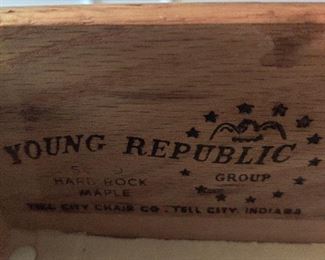 YOUNG REPUBLIC
GROUP
HARD ROCK
MAPLE
TELL CITY CHAIR CO. TELL CITY, INDIANA